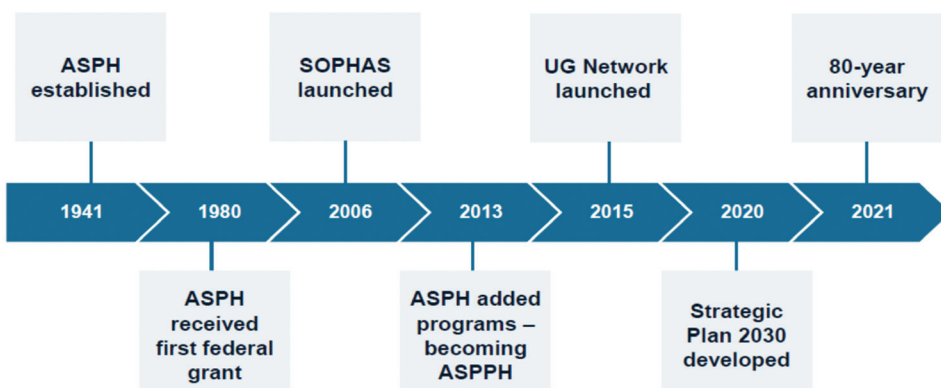 ASPH
established
SOPHAS
launched
UG Network
launched
80-year
anniversary
1941
1980
2006
2013
2015
2020
2021
ASPH
received
first federal
grant
ASPH added
programs –
becoming
ASPPH
Strategic
Plan 2030
developed